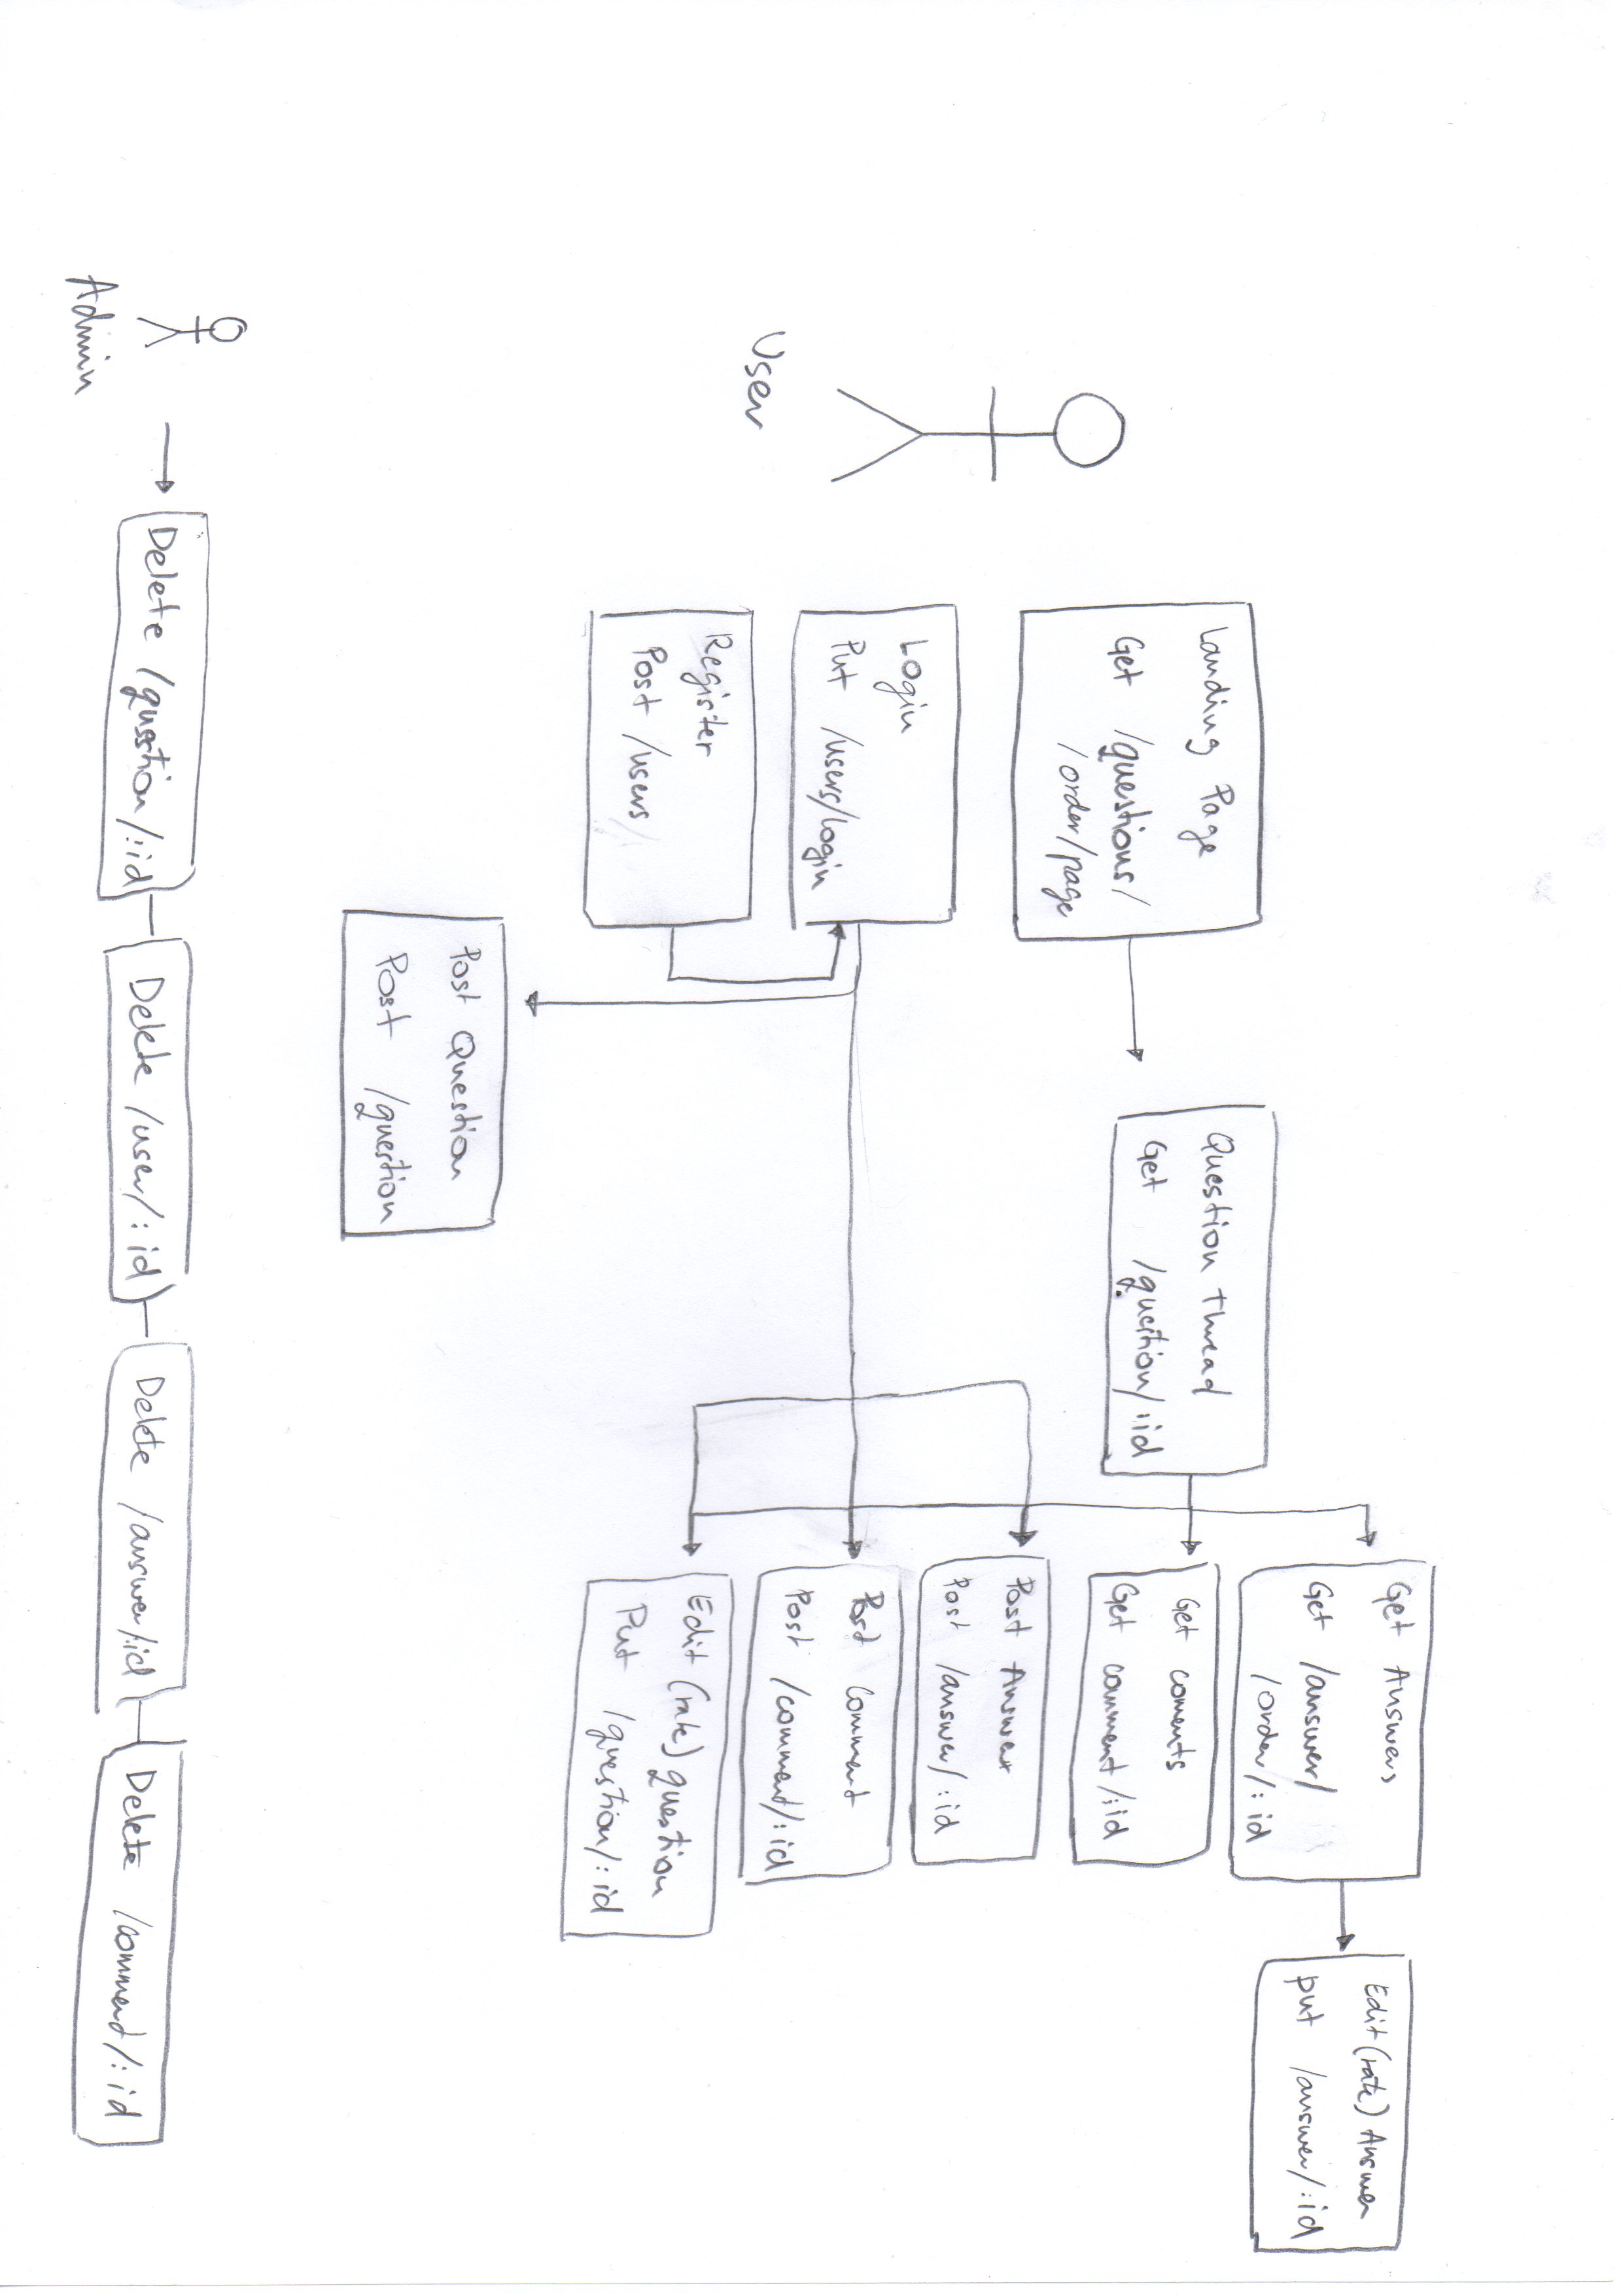 Get Answers
Get /answer/
/order/:id
Edit (rate) Answer
put /answer/:id
Landing Page
Get /questions/
/order/page
Question thread
Get /question/:id
Get coments
Get comment/:id
Post Answer
Post /answer/:id
Login
Put /users/login
Post Comment
Post /comment/:id
User
Register
Post /users
Edit (rate) question
Put /question/:id
Post Question
Post /question
Admin
Delete /question/:id
Delete /user/:id
Delete /answer/:id
Delete /comment/:id